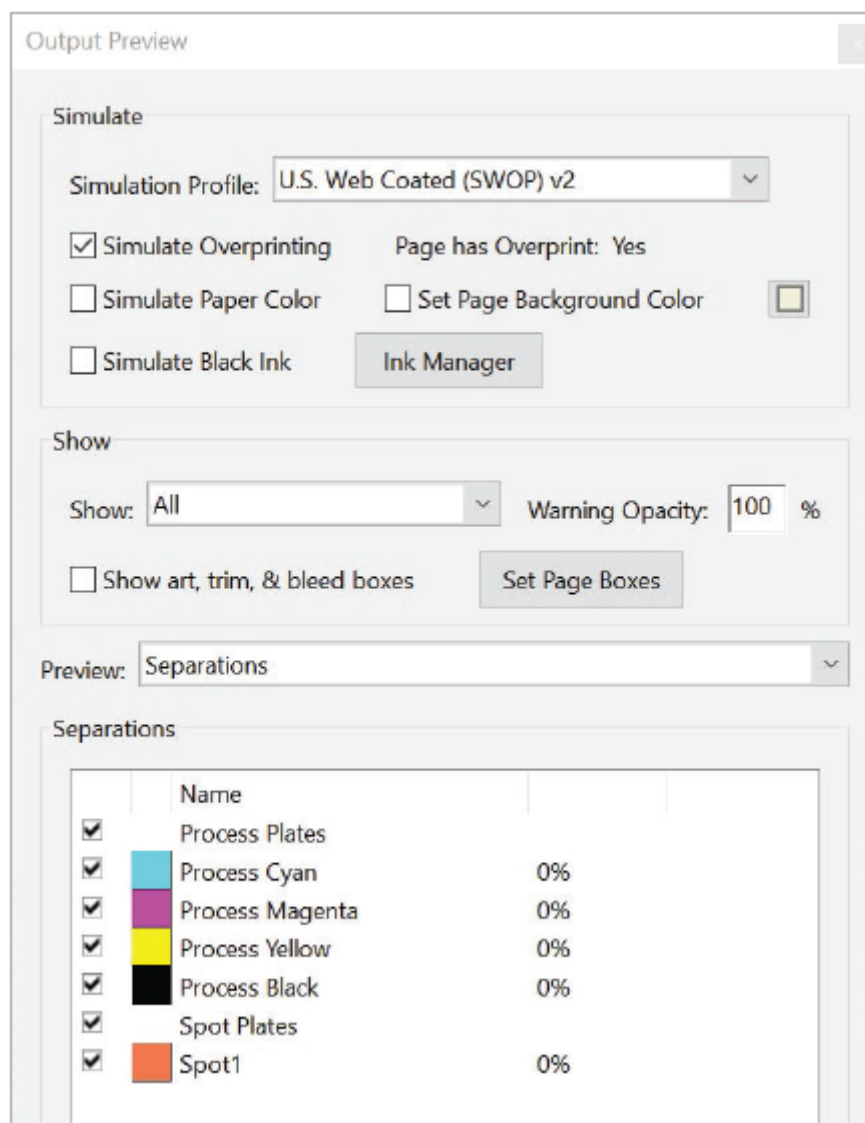 Output Preview
Simulate
Simulation Profile: U.S. Web Coated (SWOP) v2
Simulate Overprinting Page has Overprint: Yes
Simulate Paper Color Set Page Background Color
Simulate Black Ink Ink Manager
Show
Show: All Warning Opacity: 100 %
Show art, trim, & bleed boxes Set Page Boxes
Preview: Separations
Separations
Name
Process Plates
Process Cyan 0%
Process Magenta 0%
Process Yellow 0%
Process Black 0%
Spot Plates
Spot1 0%